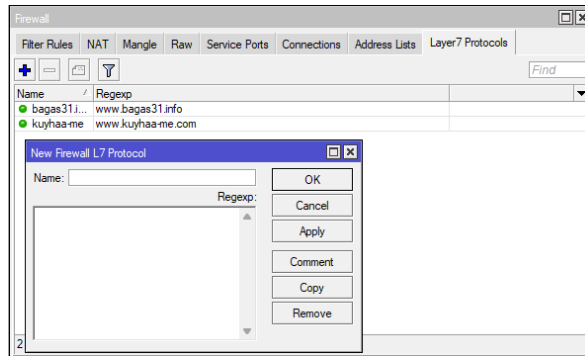 Firewall
Filter Rules NAT Mangle Raw Service Ports Connections Address Lists Layer7 Protocols
Find
Name Regexp
bagas31.i... www.bagas31.info
kuyhaa-me www.kuyhaa-me.com
New Firewall L7 Protocol
Name: OK
Regexp: Cancel
Apply
Comment
Copy
Remove
2